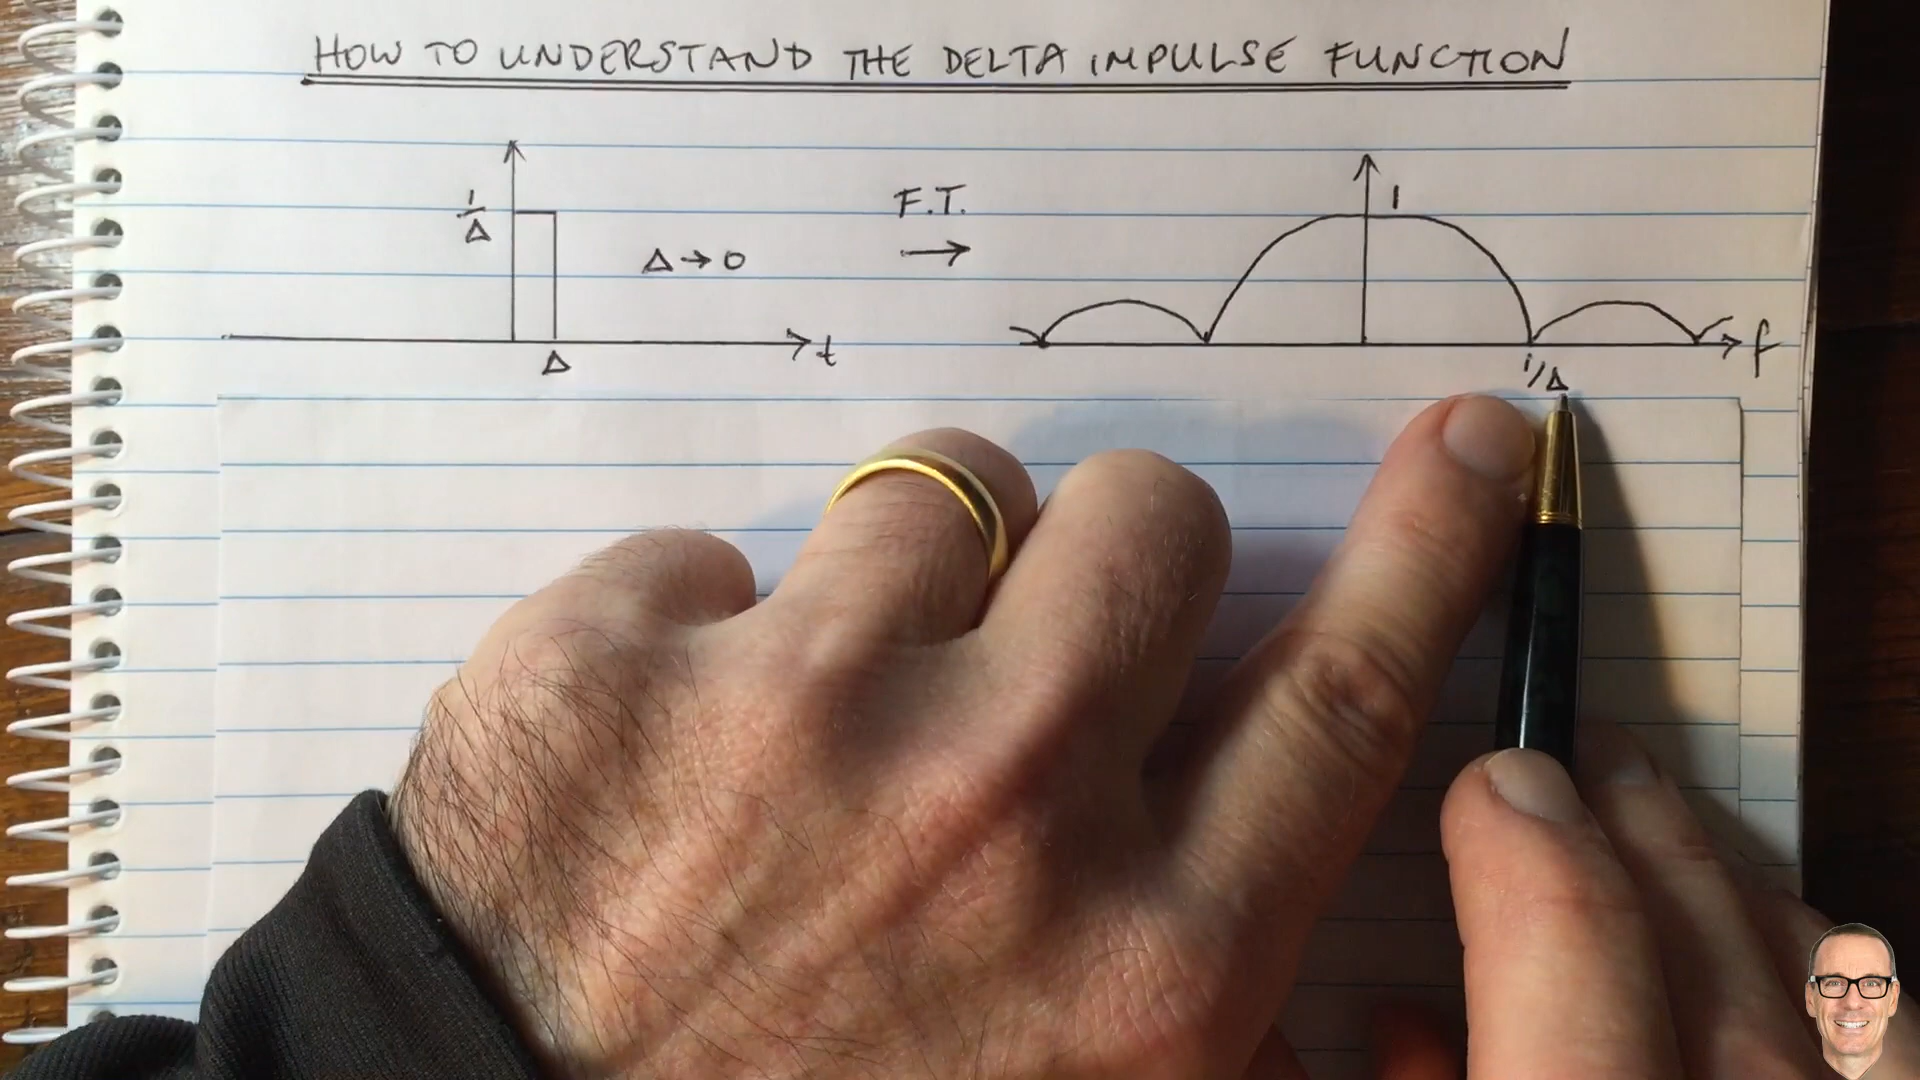 HOW TO UNDERSTAND THE DELTA IMPULSE FUNCTION
1/Δ
Δ → 0
Δ
t
F.T.
→
1
1/Δ
f